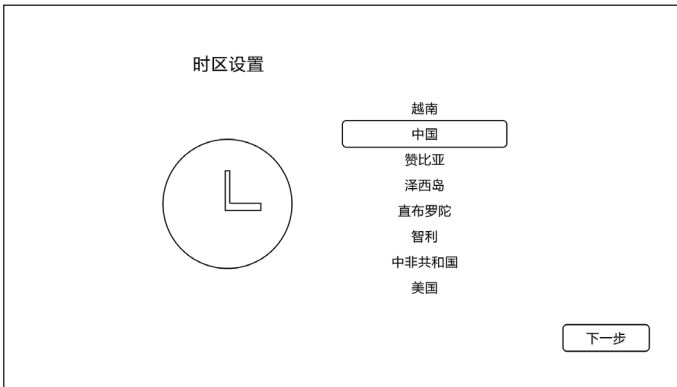 时区设置
越南
中国
赞比亚
泽西岛
直布罗陀
智利
中非共和国
美国
下一步